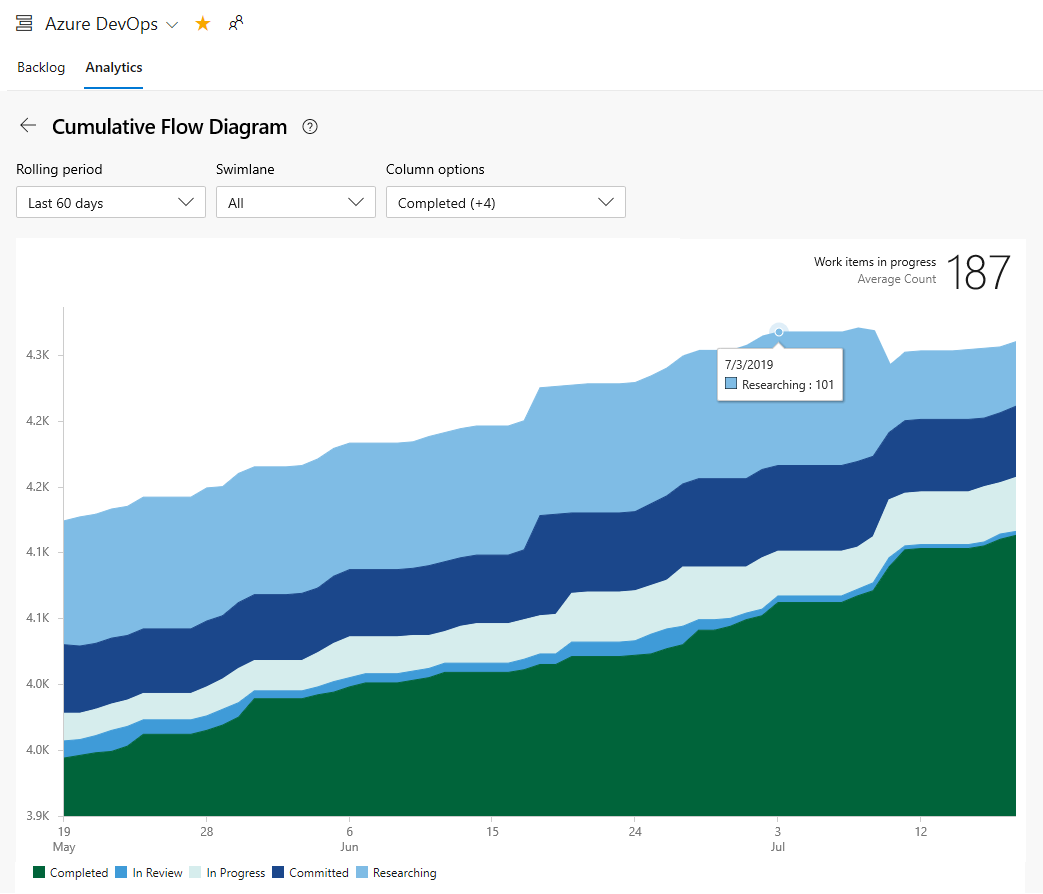 Azure DevOps
Backlog Analytics
Cumulative Flow Diagram ?
Rolling period Swimlane Column options
Last 60 days All Completed (+4)
Work items in progress
Average Count
187
4.3K
4.2K
4.2K
4.1K
4.1K
4.0K
4.0K
3.9K
7/3/2019
Researching : 101
19 28 6 15 24 3 12
May Jun Jul
Completed In Review In Progress Committed Researching